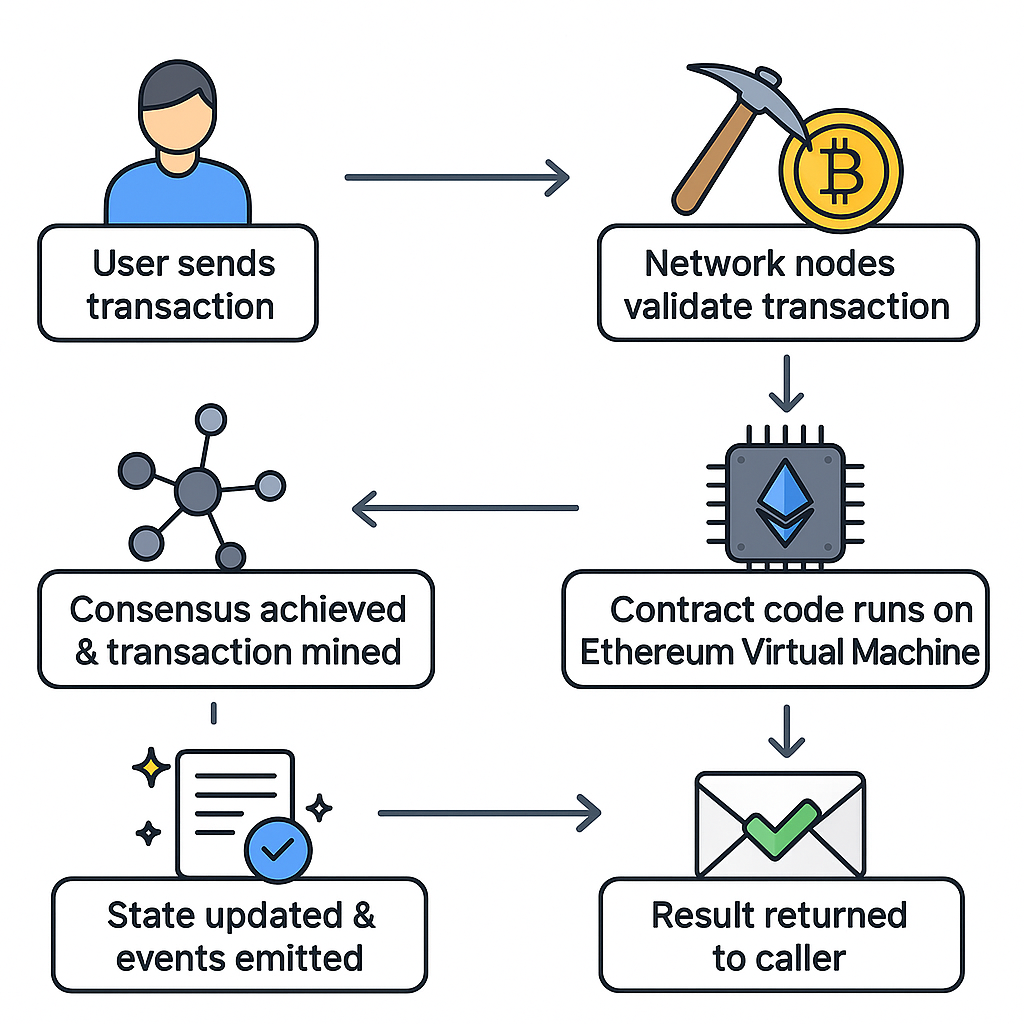 User sends
transaction
Network nodes
validate transaction
Consensus achieved
& transaction mined
Contract code runs on
Ethereum Virtual Machine
State updated &
events emitted
Result returned
to caller